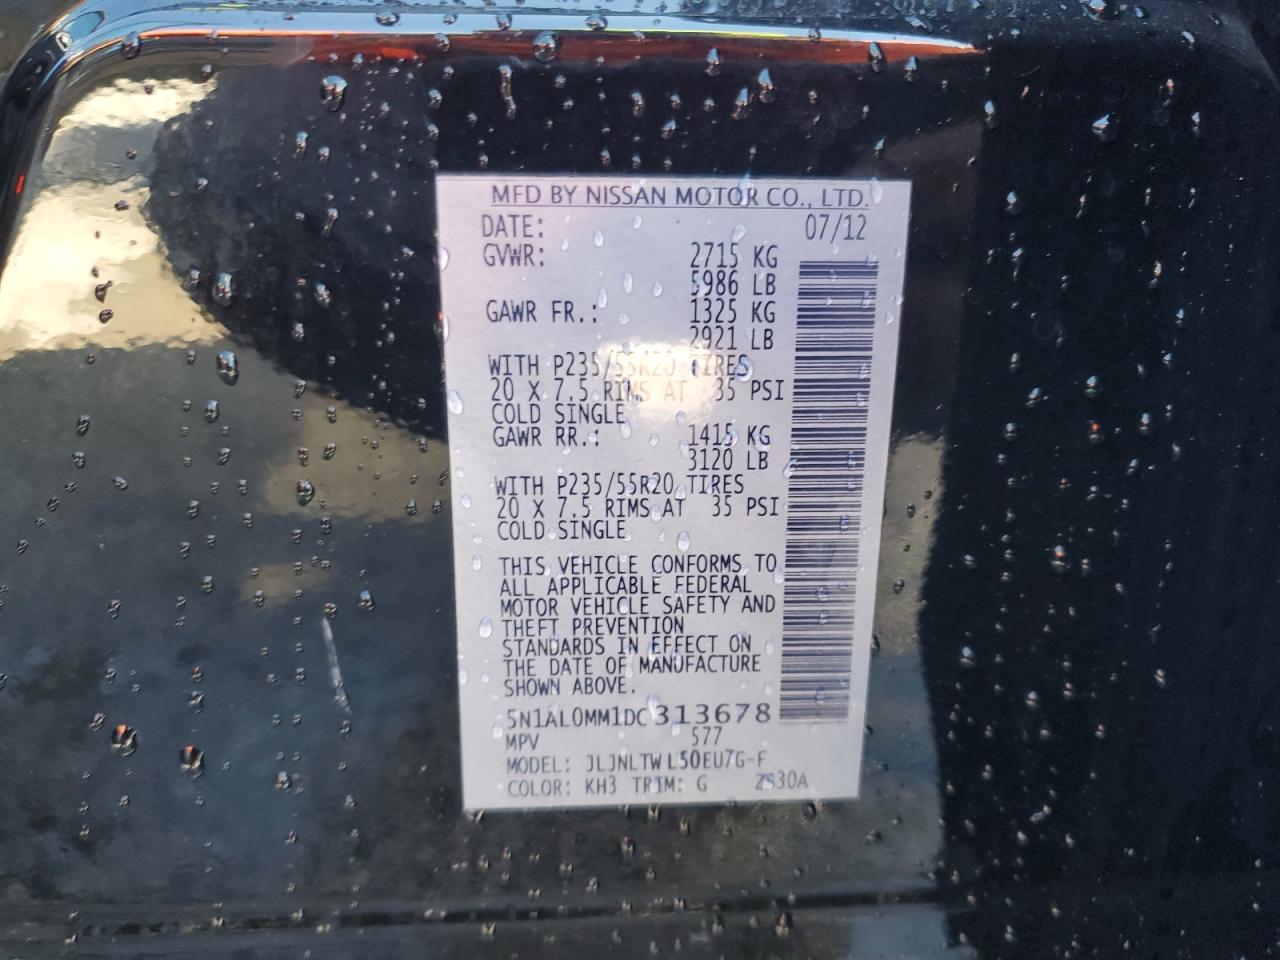 MFD BY NISSAN MOTOR CO., LTD.
DATE: 07/12
GVWR: 2715 KG
5986 LB
GAWR FR.: 1325 KG
2921 LB
WITH P235/55R20 TIRES
20 X 7.5 RIMS AT 35 PSI
COLD SINGLE
GAWR RR.: 1415 KG
3120 LB
WITH P235/55R20 TIRES
20 X 7.5 RIMS AT 35 PSI
COLD SINGLE
THIS VEHICLE CONFORMS TO
ALL APPLICABLE FEDERAL
MOTOR VEHICLE SAFETY AND
THEFT PREVENTION
STANDARDS IN EFFECT ON
THE DATE OF MANUFACTURE
SHOWN ABOVE.
5N1AL0MM1DC313678
MPV 577
MODEL: JLJNLTWL50EU7G-F
COLOR: KH3 TRIM: G